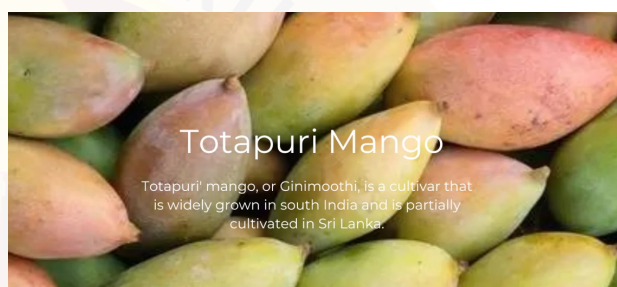 Totapuri Mango
Totapuri' mango, or Ginimoothi, is a cultivar that
is widely grown in south India and is partially
cultivated in Sri Lanka.